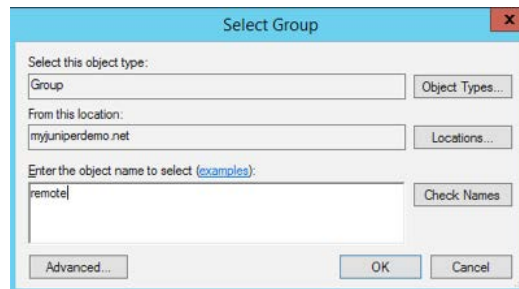 Select Group
x
Select this object type:
Group
Object Types...
From this location:
myjuniperdemo.net
Locations...
Enter the object name to select (examples):
remote
Check Names
Advanced...
OK
Cancel